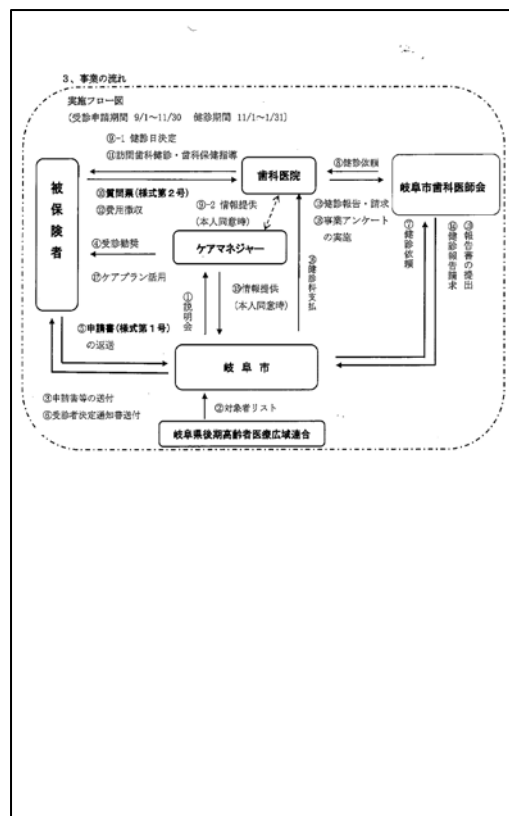 3、事業の流れ
実施フロー図
(受診申請期間 9/1～11/30 健診期間 11/1～1/31)
⑨-1 健診日決定
⑪訪問歯科健診・歯科保健指導
歯科医院
⑧健診依頼
岐阜市歯科医師会
被保険者
⑩質問票(様式第2号)
⑫費用徴収
⑨-2 情報提供
(本人同意時)
⑬健診報告・請求
事業アンケート
の実施
④受診勧奨
ケアマネジャー
⑰ケアプラン活用
①説明会
情報提供
(本人同意時)
健診料支払
⑦健診依頼
健診報告請求
報告書の提出
⑤申請書(様式第1号)
の返送
岐阜市
③申請書等の送付
⑥受診者決定通知書送付
②対象者リスト
岐阜県後期高齢者医療広域連合